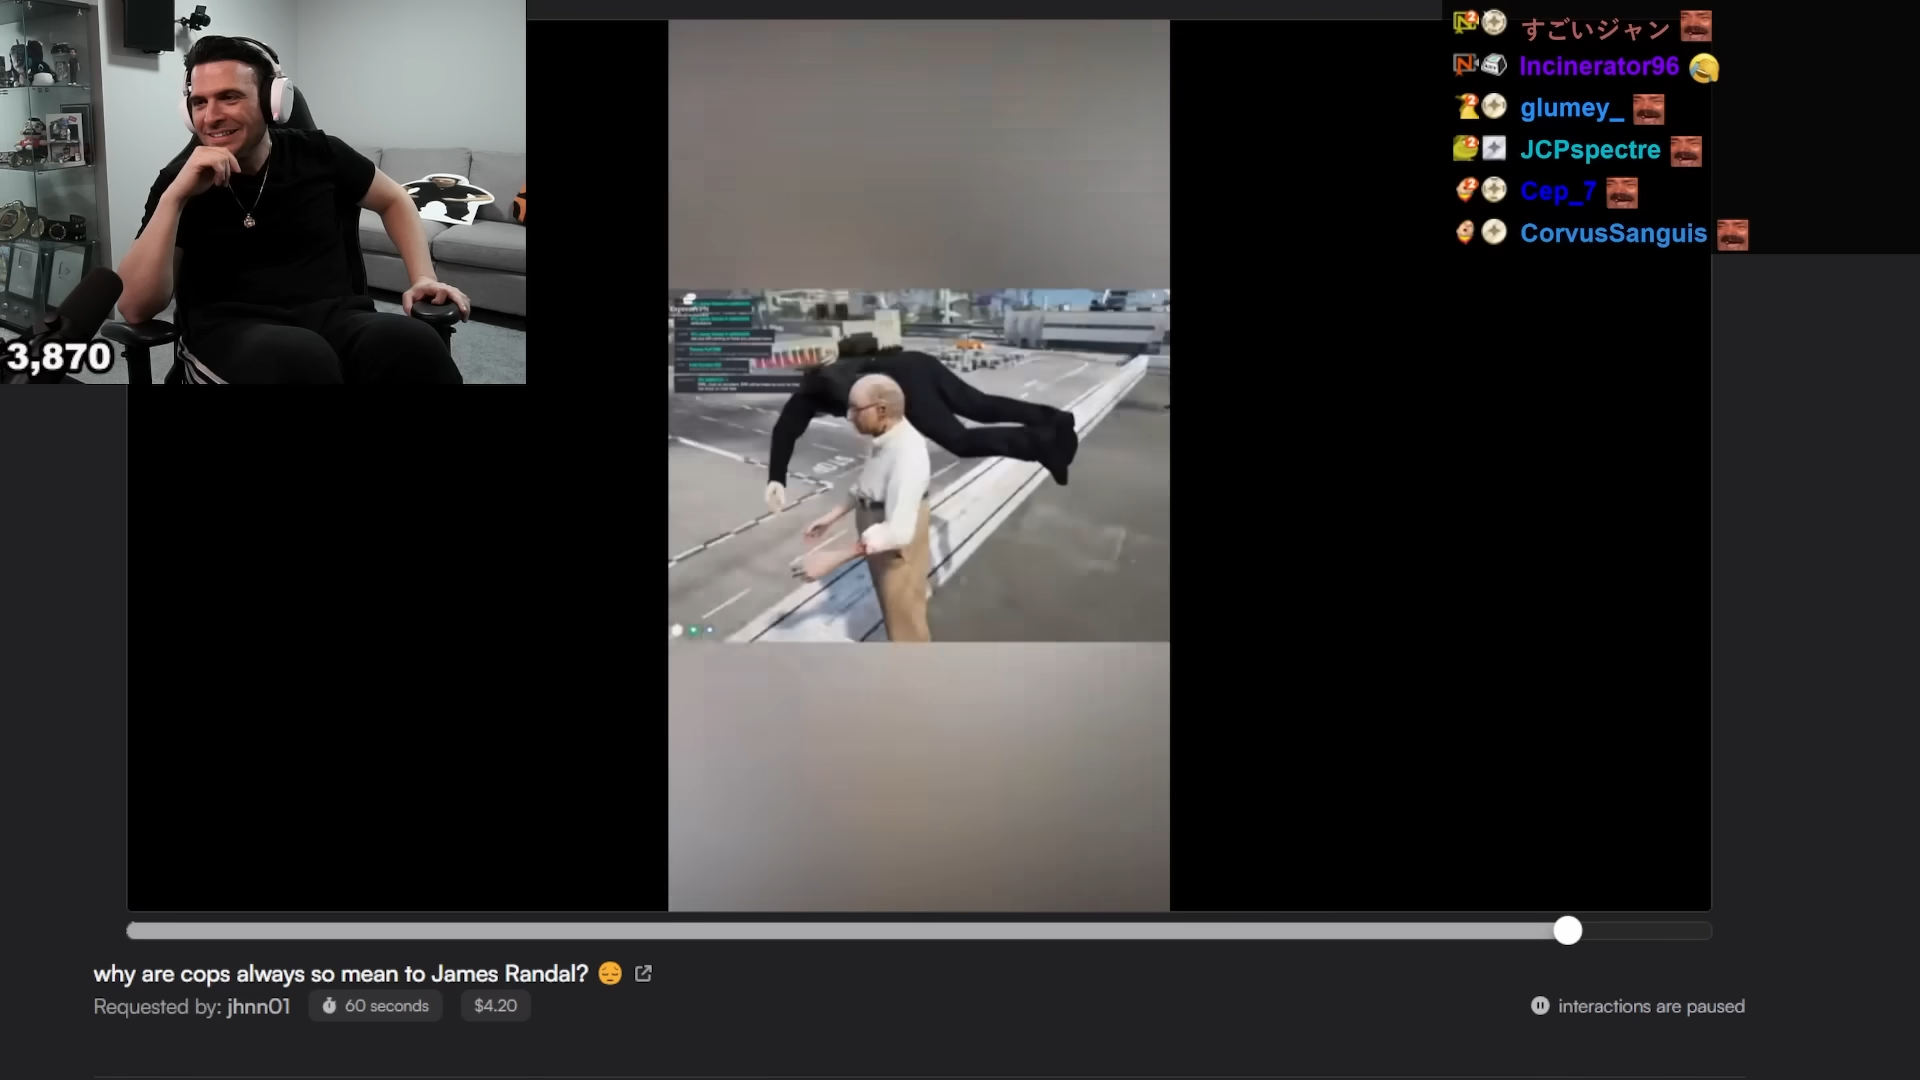 すごいジャン
Incinerator96
glumey_
JCPspectre
Cep_7
CorvusSanguis
3,870
STOP
why are cops always so mean to James Randal? 😔
Requested by: jhnn01 60 seconds $4.20
interactions are paused